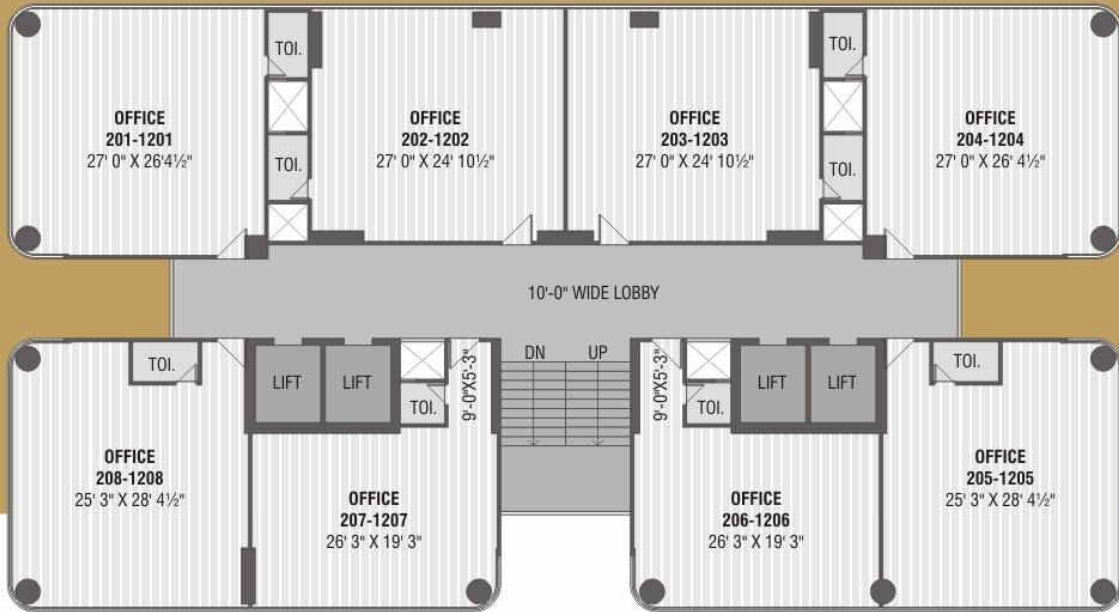 TOI.
TOI.
OFFICE
201-1201
27' 0" X 26'4½"
OFFICE
202-1202
27' 0" X 24' 10½"
OFFICE
203-1203
27' 0" X 24' 10½"
OFFICE
204-1204
27' 0" X 26' 4½"
TOI.
TOI.
10'-0" WIDE LOBBY
TOI.
LIFT
LIFT
TOI.
9'-0"X5'-3"
DN
UP
9'-0"X5'-3"
TOI.
LIFT
LIFT
TOI.
OFFICE
208-1208
25' 3" X 28' 4½"
OFFICE
207-1207
26' 3" X 19' 3"
OFFICE
206-1206
26' 3" X 19' 3"
OFFICE
205-1205
25' 3" X 28' 4½"